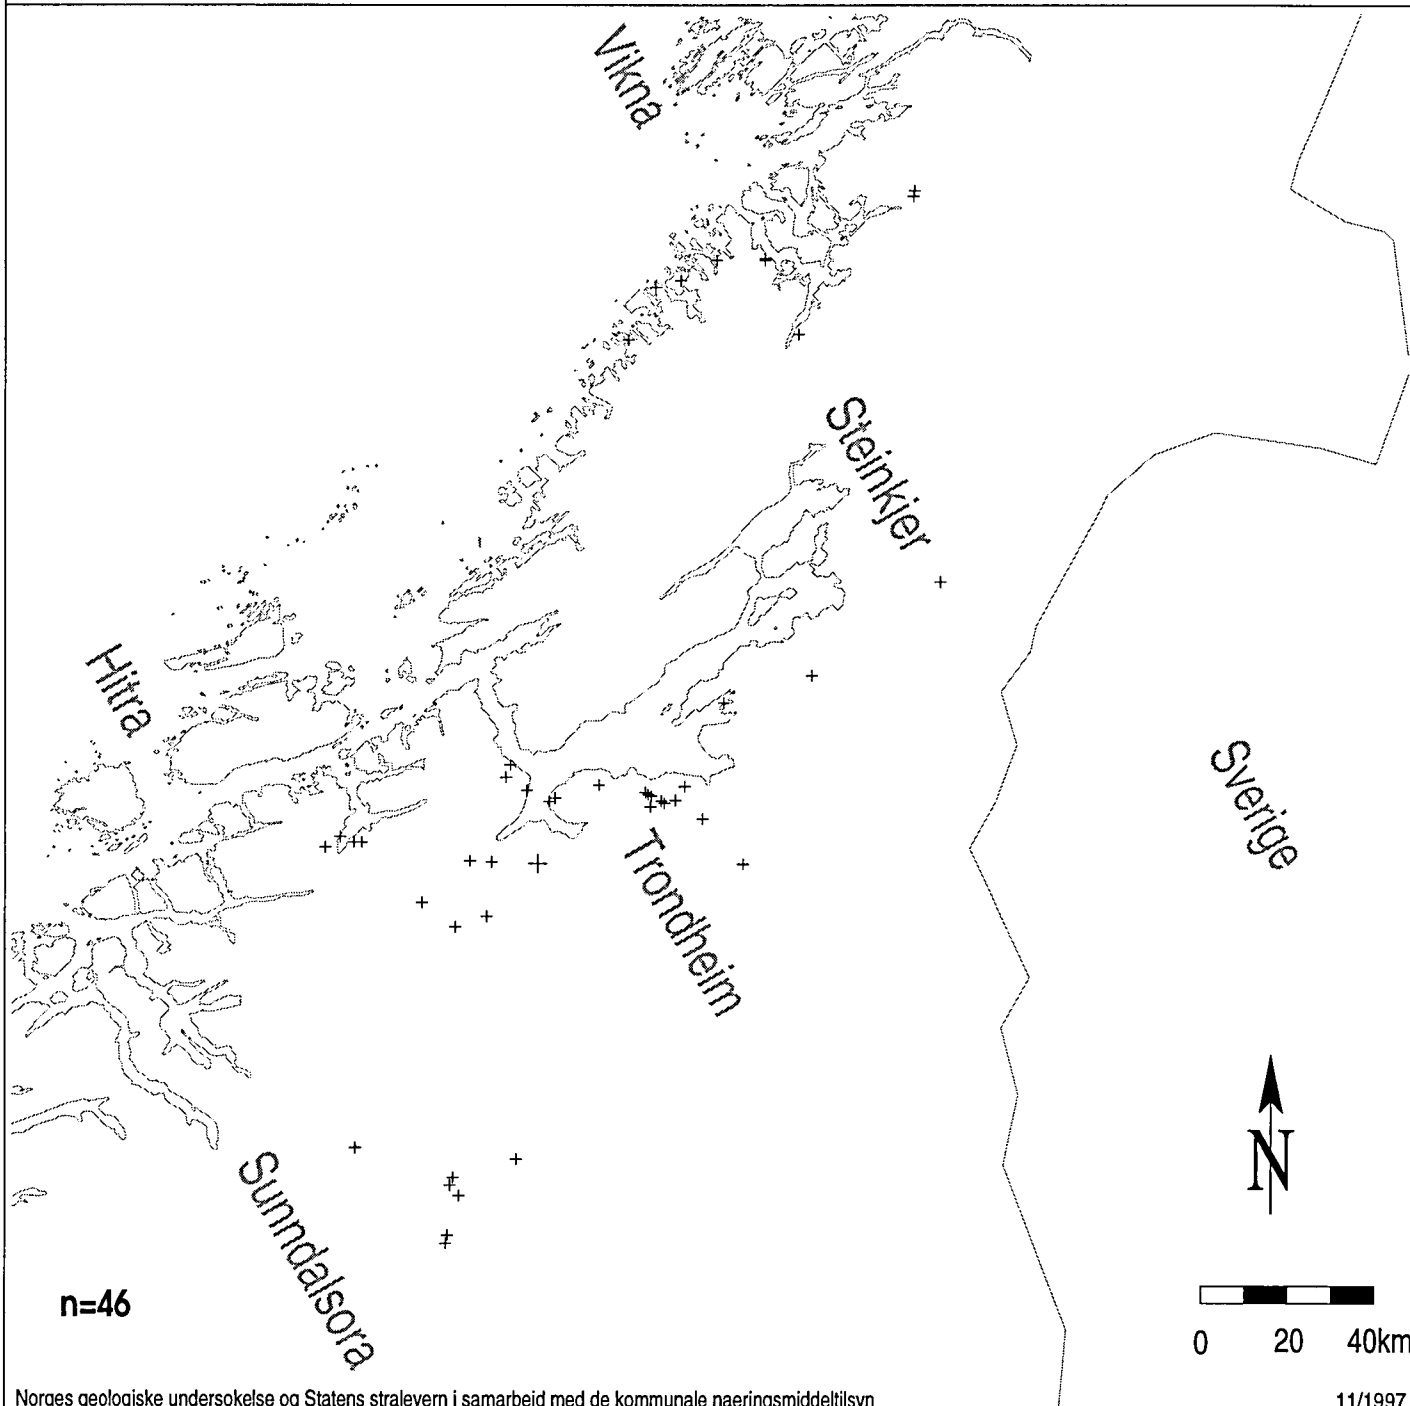 Vikna
Steinkjer
Hitra
Sverige
Trondheim
N
Sunndalsora
n=46
0 20 40km
Norges geologiske undersokelse og Statens stralevern i samarbeid med de kommunale naeringsmiddeltilsyn
11/1997